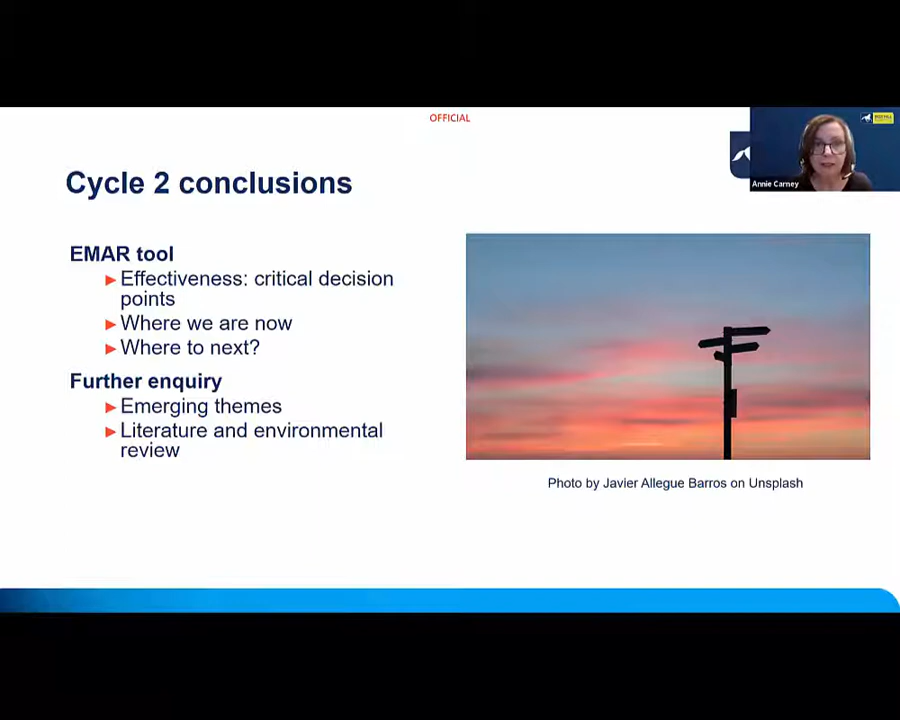 OFFICIAL
Annie Carney
Cycle 2 conclusions
EMAR tool
Effectiveness: critical decision
points
Where we are now
Where to next?
Further enquiry
Emerging themes
Literature and environmental
review
Photo by Javier Allegue Barros on Unsplash